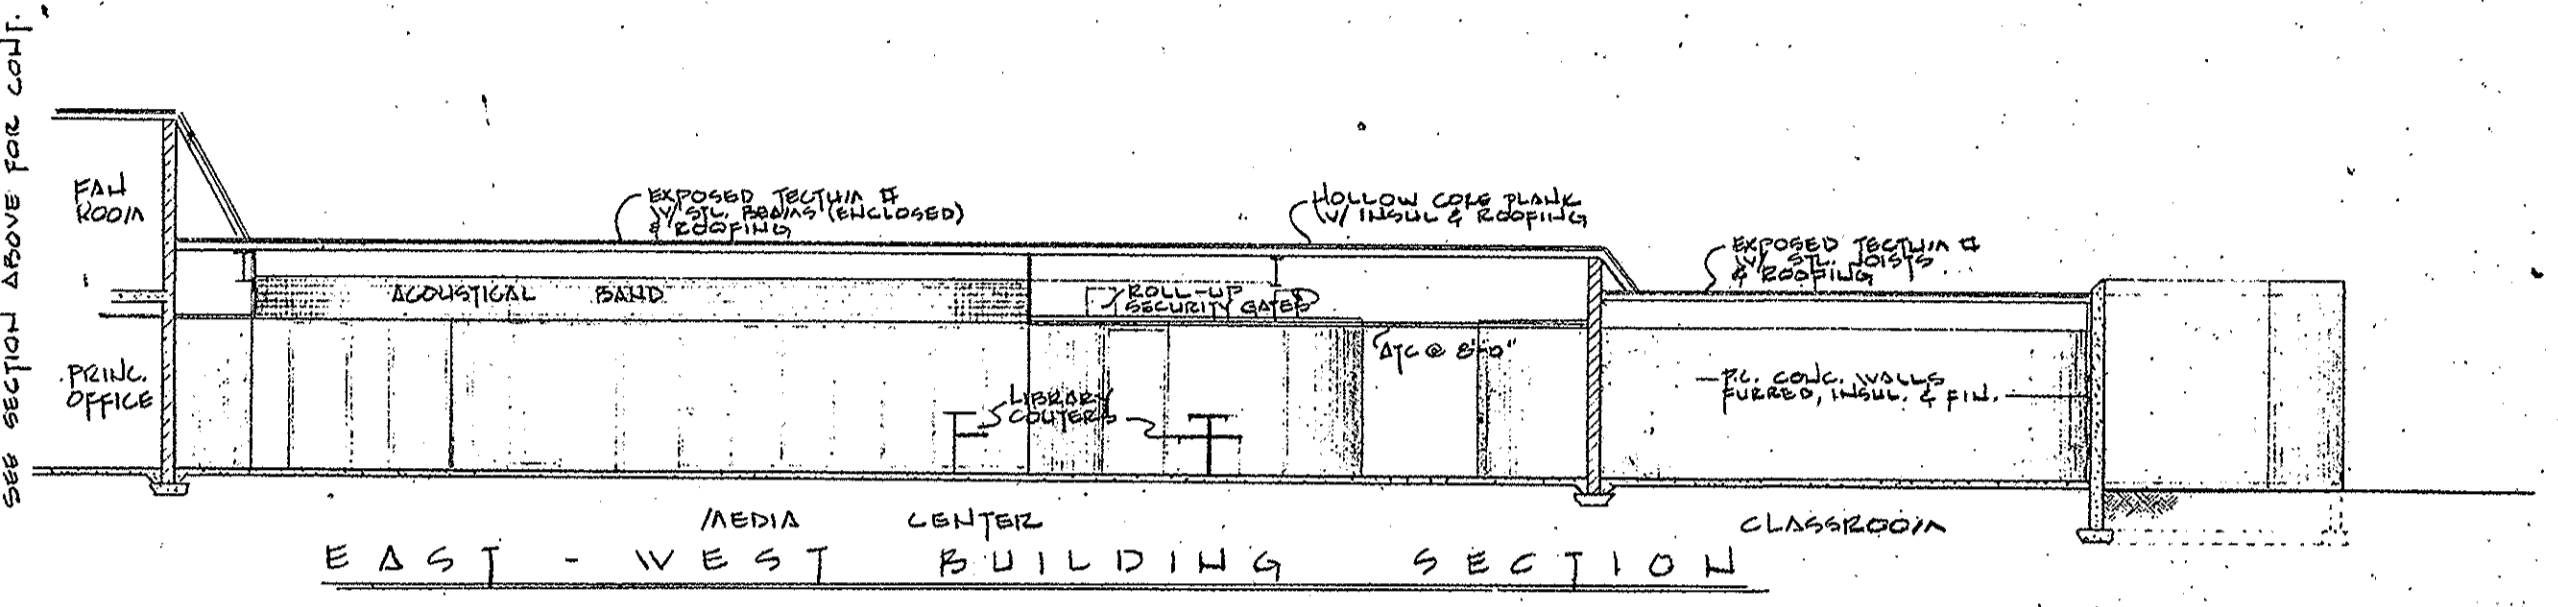 SEE SECTION ABOVE FOR CONT.
FAN
ROOM
EXPOSED TECTUM
W/ STL. BEAMS (ENCLOSED)
& ROOFING
HOLLOW CORE PLANK
W/ INSUL & ROOFING
EXPOSED TECTUM
W/ STL. JOISTS
& ROOFING
ACOUSTICAL BAND
ROLL-UP
SECURITY GATES
ATC @ 8'-0"
PRINC.
OFFICE
LIBRARY
COUTERS
P.C. CONC. WALLS
FURRED, INSUL. & FIN.
MEDIA CENTER
CLASSROOM
EAST - WEST BUILDING SECTION